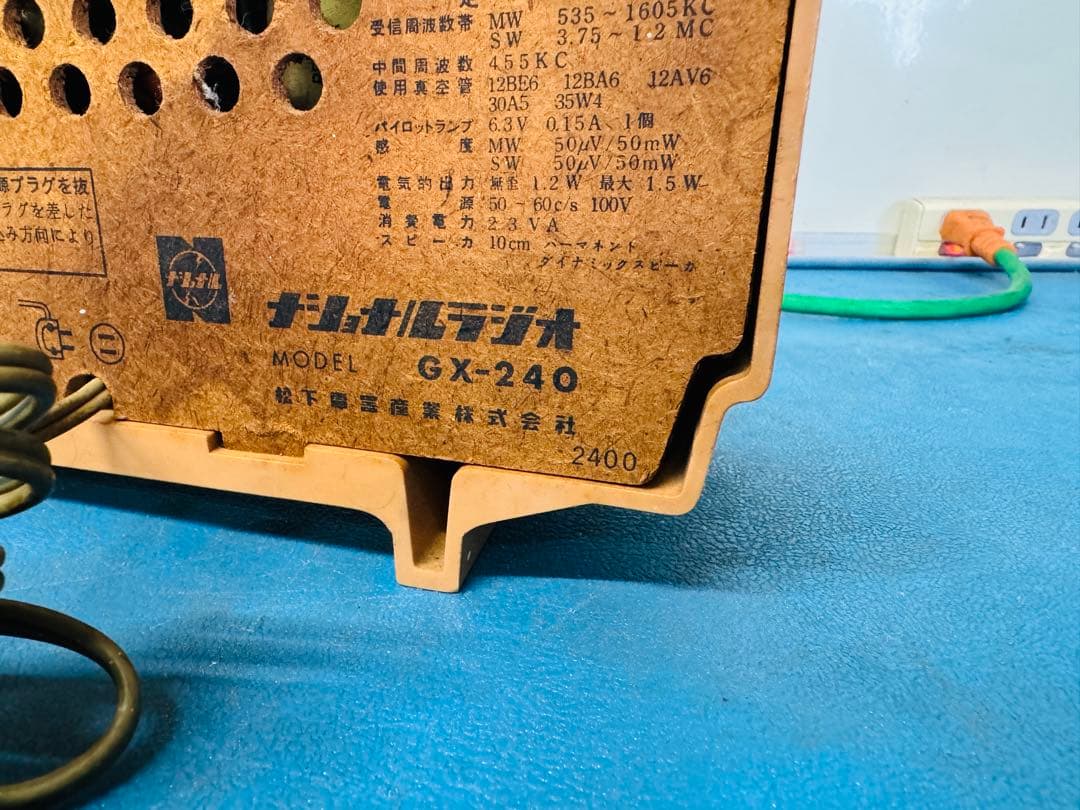 定
受信周波数帯 MW 535~1605KC
SW 3.75~1.2MC
中間周波数 455KC
使用真空管 12BE6 12BA6 12AV6
30A5 35W4
パイロットランプ 6.3V 0.15A 1個
感度 MW 50μV/50mW
SW 50μV/50mW
電気的出力 無歪 1.2W 最大 1.5W
電源 50~60c/s 100V
消費電力 23VA
スピーカ 10cm パーマネント
ダイナミックスピーカ
源プラグを抜
ラグを差した
込み方向により
ナショナル
ナショナルラジオ
MODEL GX-240
松下電器産業株式会社
2400